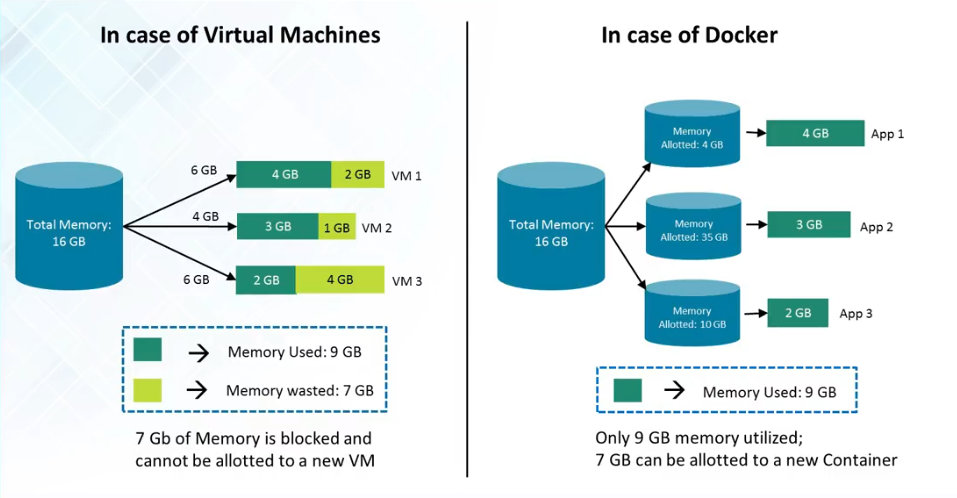 In case of Virtual Machines
Total Memory:
16 GB
6 GB
4 GB
2 GB
VM 1
4 GB
3 GB
1 GB
VM 2
6 GB
2 GB
4 GB
VM 3
→ Memory Used: 9 GB
→ Memory wasted: 7 GB
7 Gb of Memory is blocked and
cannot be allotted to a new VM
In case of Docker
Total Memory:
16 GB
Memory
Allotted: 4 GB
4 GB
App 1
Memory
Allotted: 35 GB
3 GB
App 2
Memory
Allotted: 10 GB
2 GB
App 3
→ Memory Used: 9 GB
Only 9 GB memory utilized;
7 GB can be allotted to a new Container